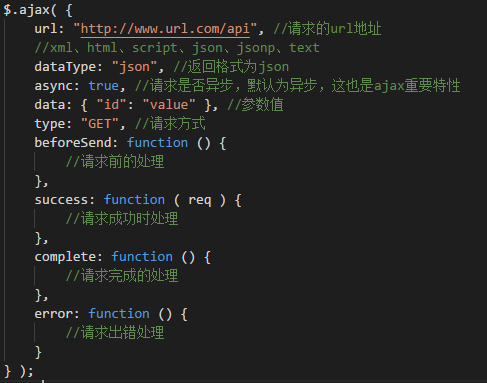 $.ajax( {
    url: "http://www.url.com/api", //请求的url地址
    //xml、html、script、json、jsonp、text
    dataType: "json", //返回格式为json
    async: true, //请求是否异步，默认为异步，这也是ajax重要特性
    data: { "id": "value" }, //参数值
    type: "GET", //请求方式
    beforeSend: function () {
        //请求前的处理
    },
    success: function ( req ) {
        //请求成功时处理
    },
    complete: function () {
        //请求完成的处理
    },
    error: function () {
        //请求出错处理
    }
} );